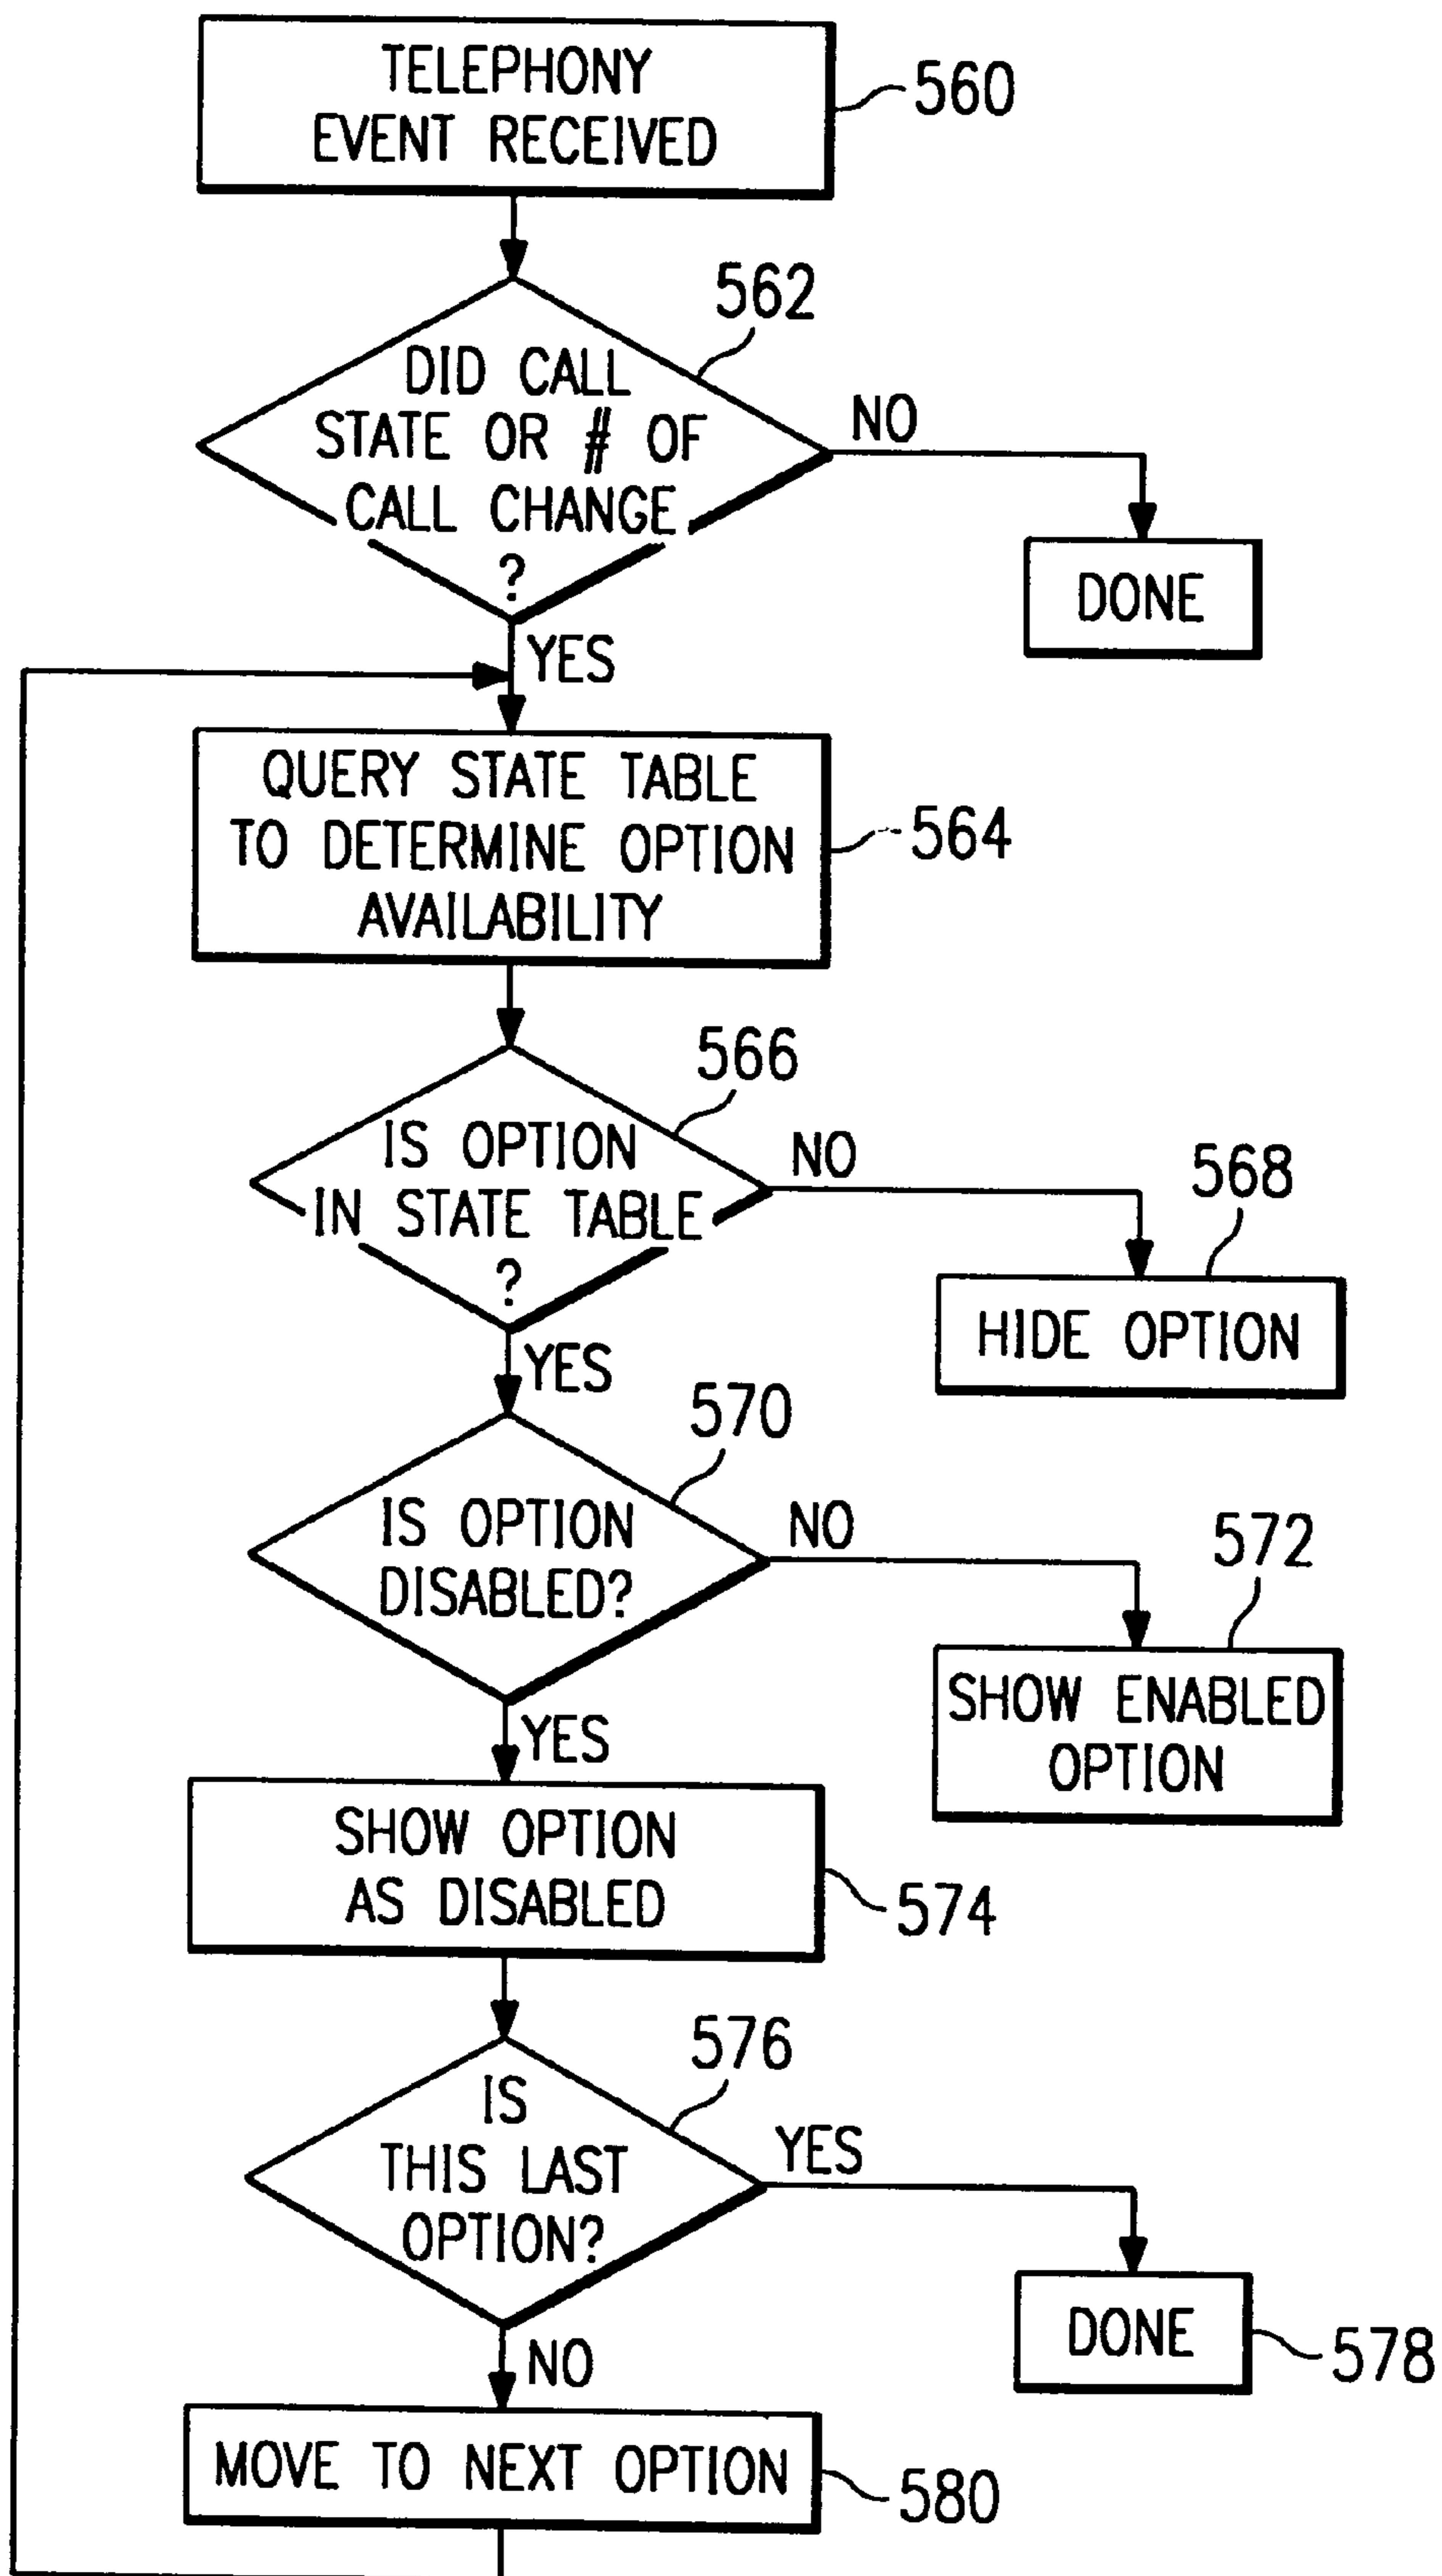 TELEPHONY
EVENT RECEIVED
560
562
DID CALL
STATE OR # OF
CALL CHANGE
?
NO
DONE
YES
QUERY STATE TABLE
TO DETERMINE OPTION
AVAILABILITY
564
566
IS OPTION
IN STATE TABLE
?
NO
568
HIDE OPTION
YES
570
IS OPTION
DISABLED?
NO
572
SHOW ENABLED
OPTION
YES
SHOW OPTION
AS DISABLED
574
576
IS
THIS LAST
OPTION?
YES
DONE
578
NO
MOVE TO NEXT OPTION
580